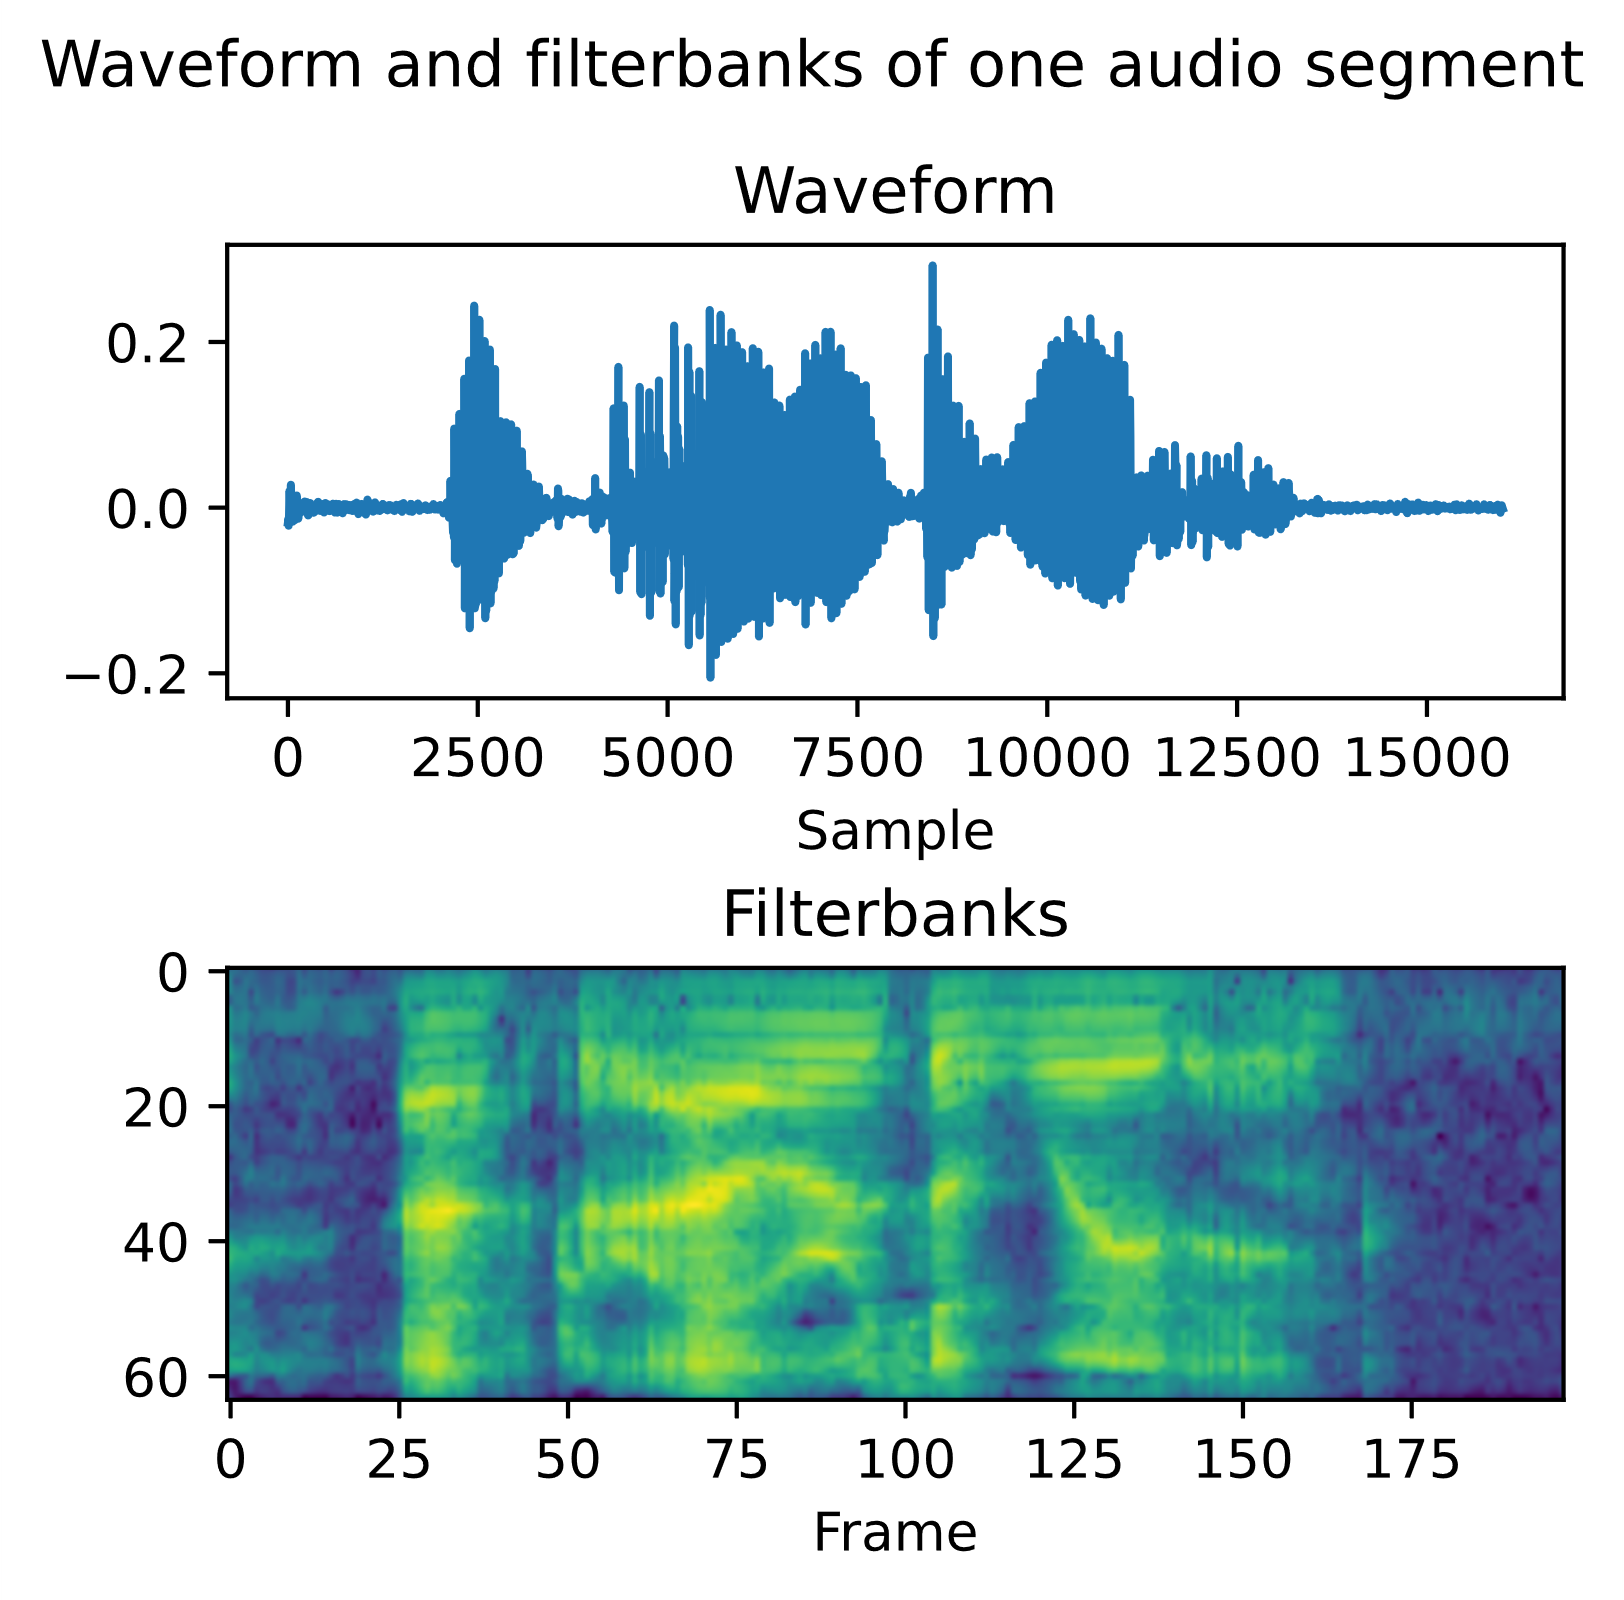 Waveform and filterbanks of one audio segment
Waveform
0.2
0.0
−0.2
0 2500 5000 7500 10000 12500 15000
Sample
Filterbanks
0
20
40
60
0 25 50 75 100 125 150 175
Frame